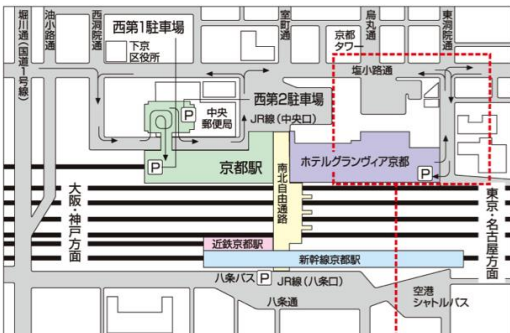 堀川通(国道1号線)
油小路通
西洞院通
西第1駐車場
下京
区役所
室町通
烏丸通
東洞院通
京都
タワー
塩小路通
西第2駐車場
中央
郵便局
JR線(中央口)
P
P
京都駅
南北自由通路
ホテルグランヴィア京都
P
大阪・神戸方面
東京・名古屋方面
近鉄京都駅
新幹線京都駅
八条バス
P
JR線(八条口)
八条通
空港
シャトルバス